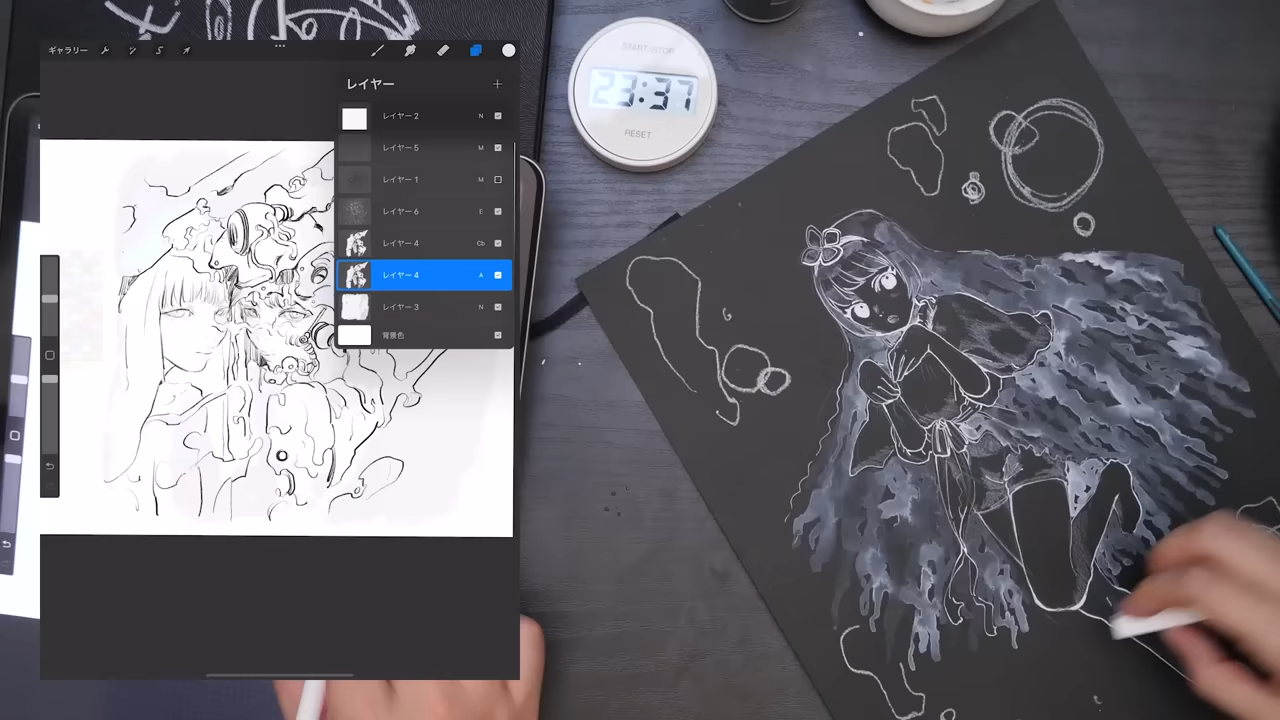 ギャラリー
レイヤー
レイヤー 2 N
レイヤー 5 M
レイヤー 1 M
レイヤー 6 E
レイヤー 4 Cb
レイヤー 4 A
レイヤー 3 N
背景色
START/STOP
23:37
RESET